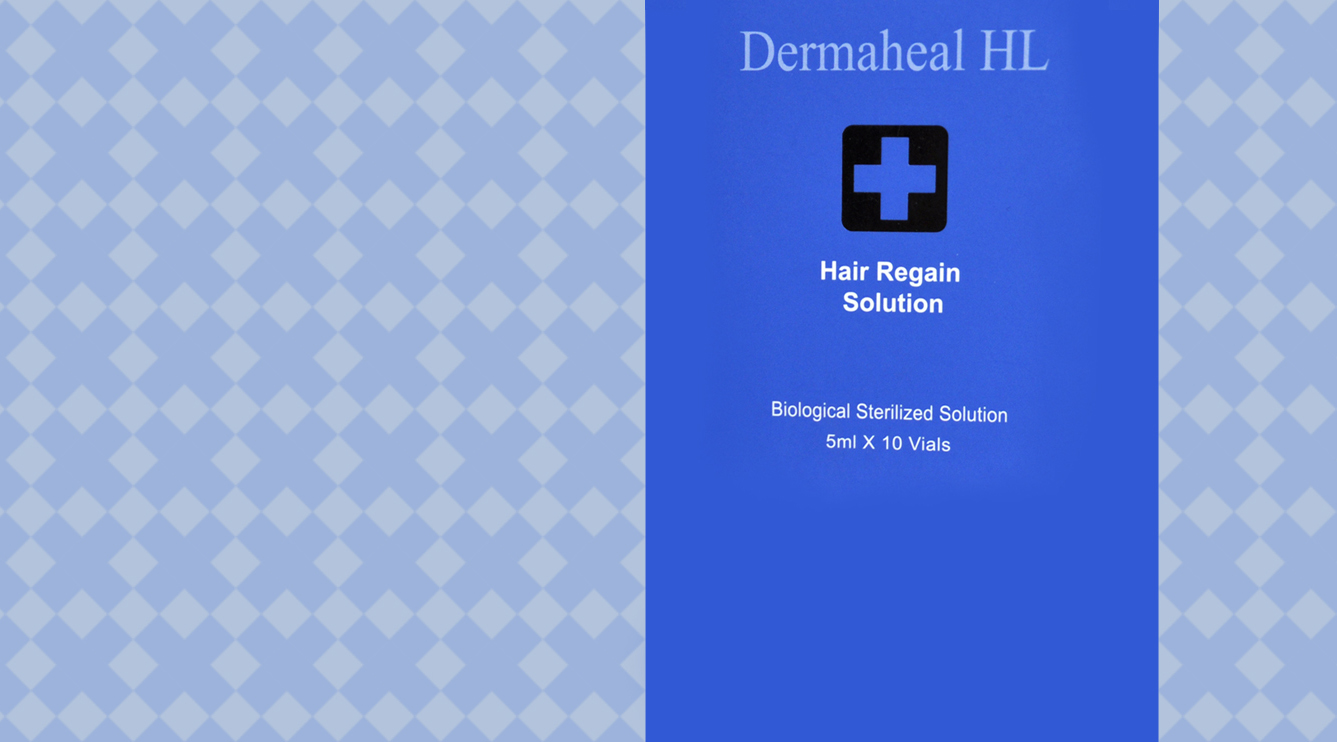 Dermaheal HL
Hair Regain
Solution
Biological Sterilized Solution
5ml X 10 Vials